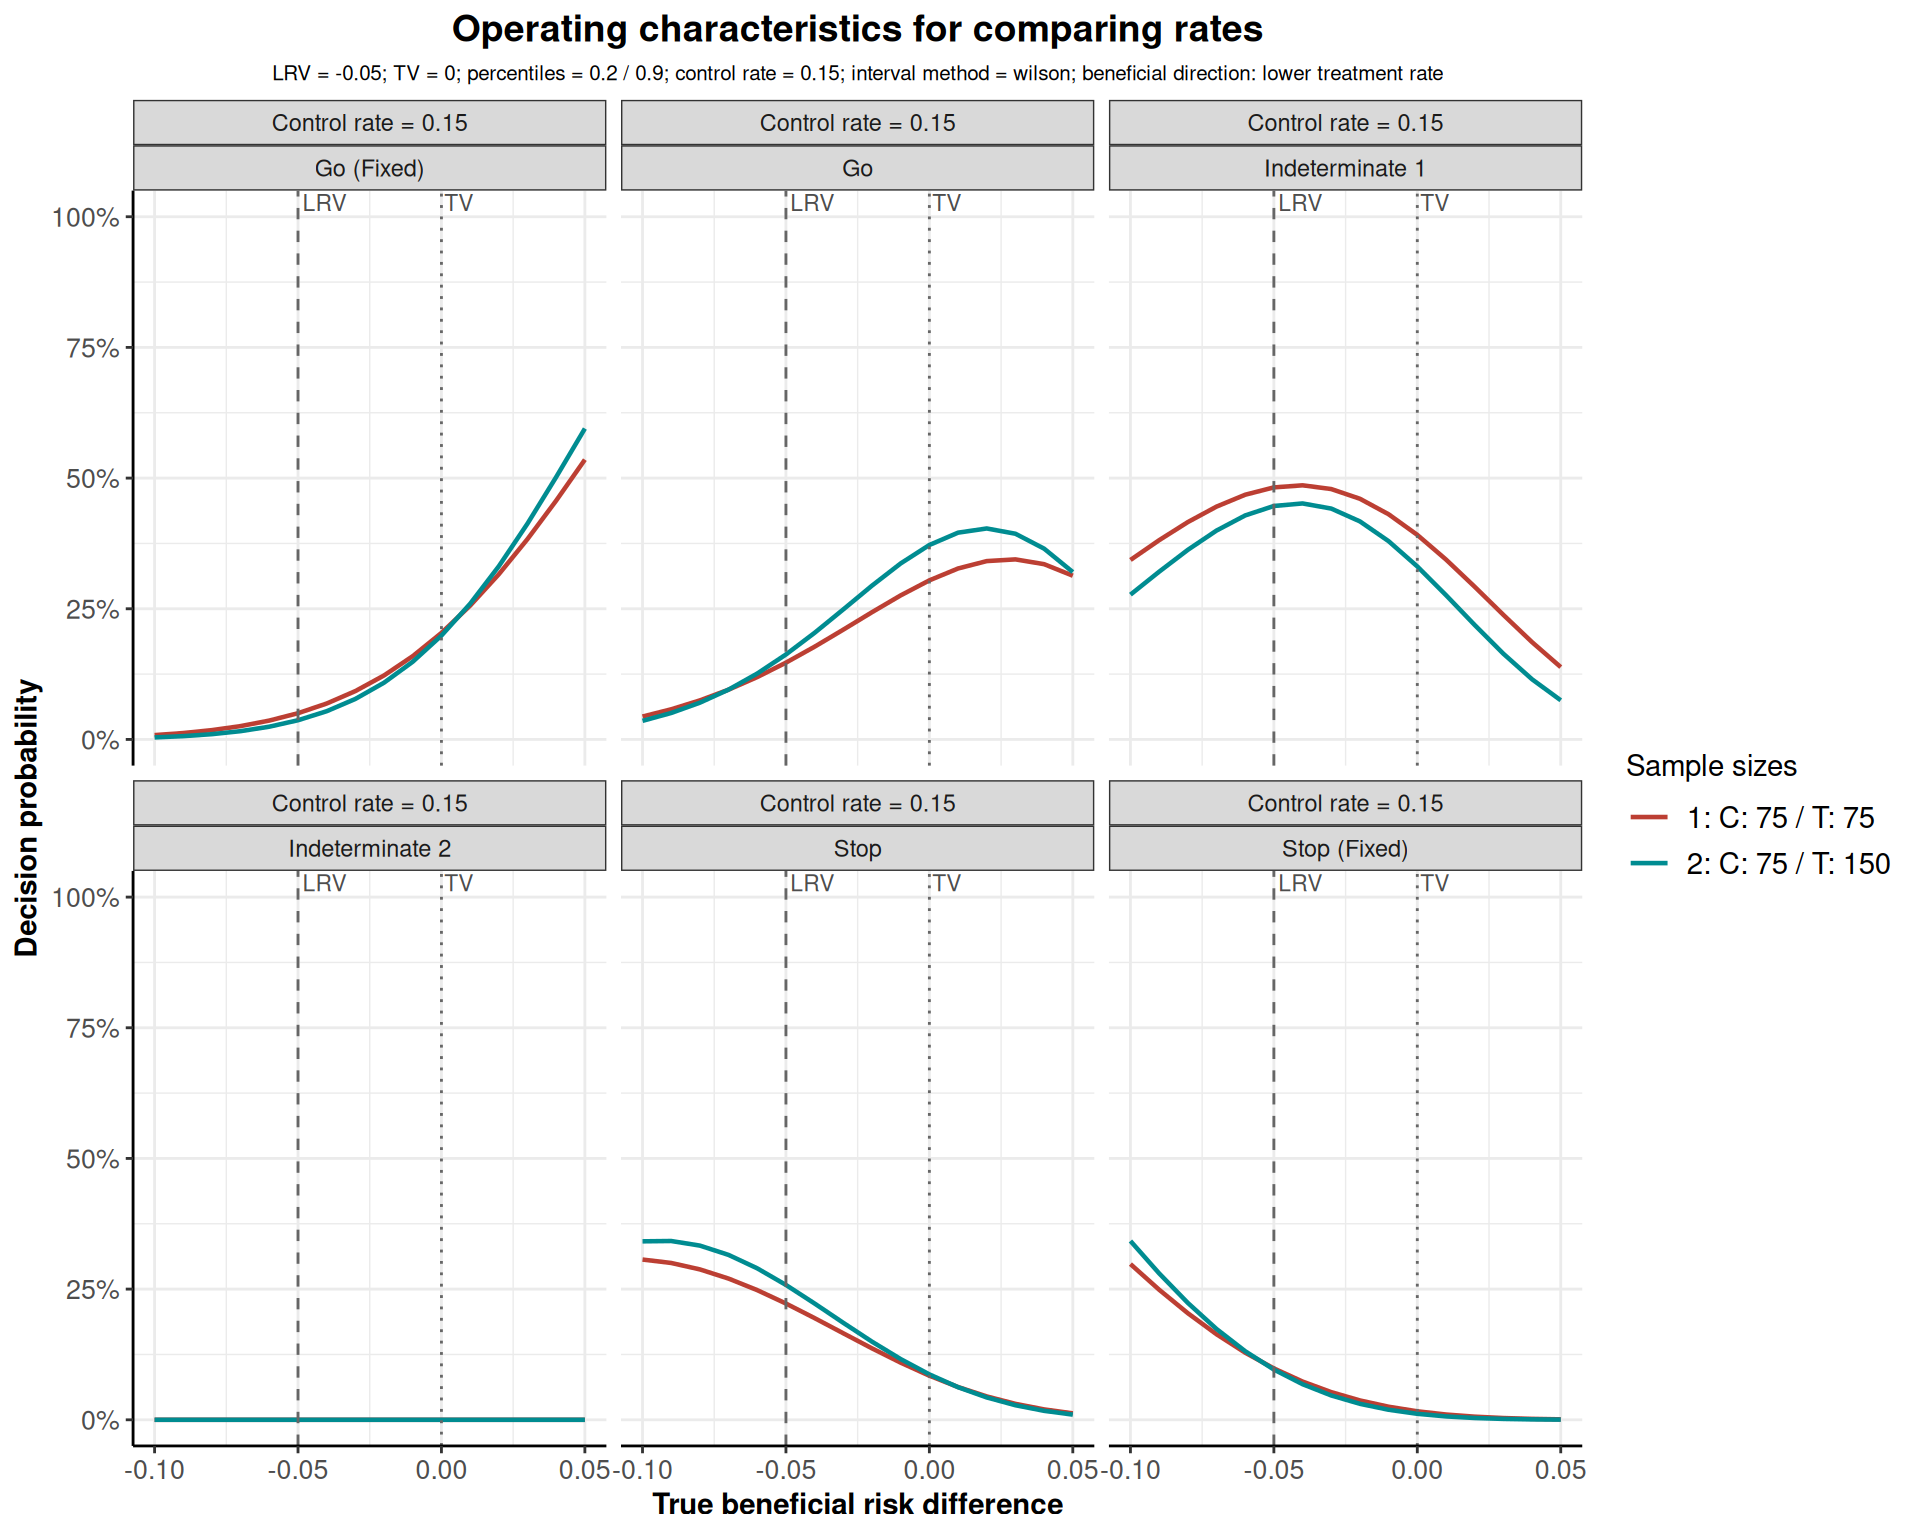 Operating characteristics for comparing rates
LRV = -0.05; TV = 0; percentiles = 0.2 / 0.9; control rate = 0.15; interval method = wilson; beneficial direction: lower treatment rate
Control rate = 0.15
Go (Fixed)
Control rate = 0.15
Go
Control rate = 0.15
Indeterminate 1
LRV TV
LRV TV
LRV TV
100%
75%
50%
25%
0%
Control rate = 0.15
Indeterminate 2
Control rate = 0.15
Stop
Control rate = 0.15
Stop (Fixed)
LRV TV
LRV TV
LRV TV
100%
75%
50%
25%
0%
-0.10 -0.05 0.00 0.05
-0.10 -0.05 0.00 0.05
-0.10 -0.05 0.00 0.05
True beneficial risk difference
Decision probability
Sample sizes
1: C: 75 / T: 75
2: C: 75 / T: 150